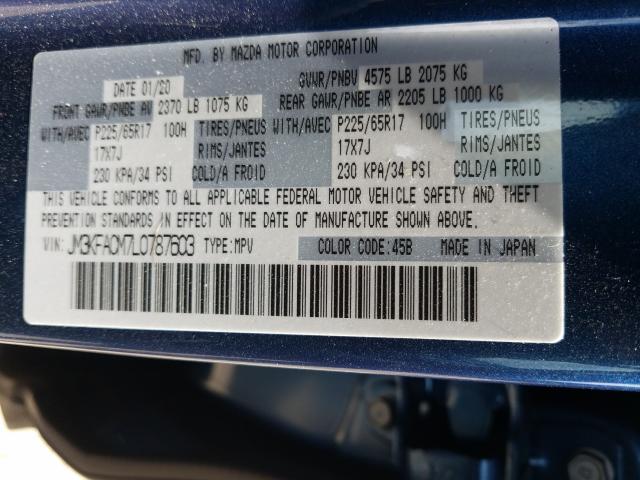 MFD. BY MAZDA MOTOR CORPORATION
DATE 01/20 GVWR/PNBV 4575 LB 2075 KG
FRONT GAWR/PNBE AV 2370 LB 1075 KG REAR GAWR/PNBE AR 2205 LB 1000 KG
WITH/AVEC P225/65R17 100H TIRES/PNEUS WITH/AVEC P225/65R17 100H TIRES/PNEUS
17X7J RIMS/JANTES 17X7J RIMS/JANTES
230 KPA/34 PSI COLD/A FROID 230 KPA/34 PSI COLD/A FROID
THIS VEHICLE CONFORMS TO ALL APPLICABLE FEDERAL MOTOR VEHICLE SAFETY AND THEFT
PREVENTION STANDARDS IN EFFECT ON THE DATE OF MANUFACTURE SHOWN ABOVE.
VIN: JM3KFACM7L0787603 TYPE:MPV COLOR CODE:45B MADE IN JAPAN